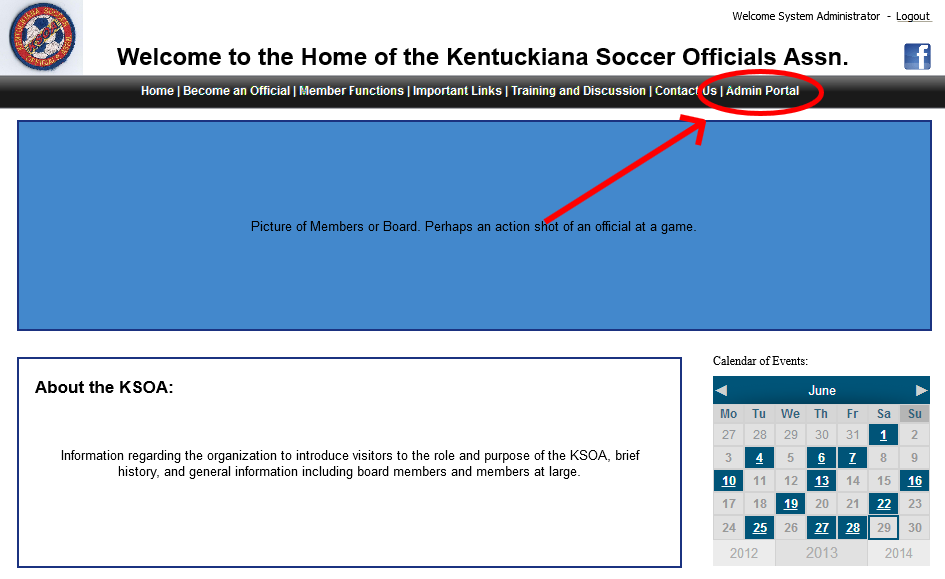 KENTUCKIANA SOCCER
OFFICIALS ASSN.
Welcome System Administrator - Logout
Welcome to the Home of the Kentuckiana Soccer Officials Assn.
f
Home | Become an Official | Member Functions | Important Links | Training and Discussion | Contact Us | Admin Portal
Picture of Members or Board. Perhaps an action shot of an official at a game.
About the KSOA:
Information regarding the organization to introduce visitors to the role and purpose of the KSOA, brief
history, and general information including board members and members at large.
Calendar of Events:
June
Mo Tu We Th Fr Sa Su
27 28 29 30 31 1 2
3 4 5 6 7 8 9
10 11 12 13 14 15 16
17 18 19 20 21 22 23
24 25 26 27 28 29 30
2012 2013 2014